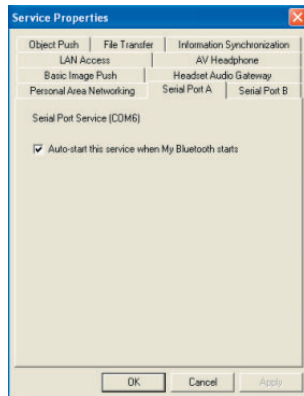 Service Properties
Object Push File Transfer Information Synchronization
LAN Access AV Headphone
Basic Image Push Headset Audio Gateway
Personal Area Networking Serial Port A Serial Port B
Serial Port Service (COM6)
Auto-start this service when My Bluetooth starts
OK Cancel Apply